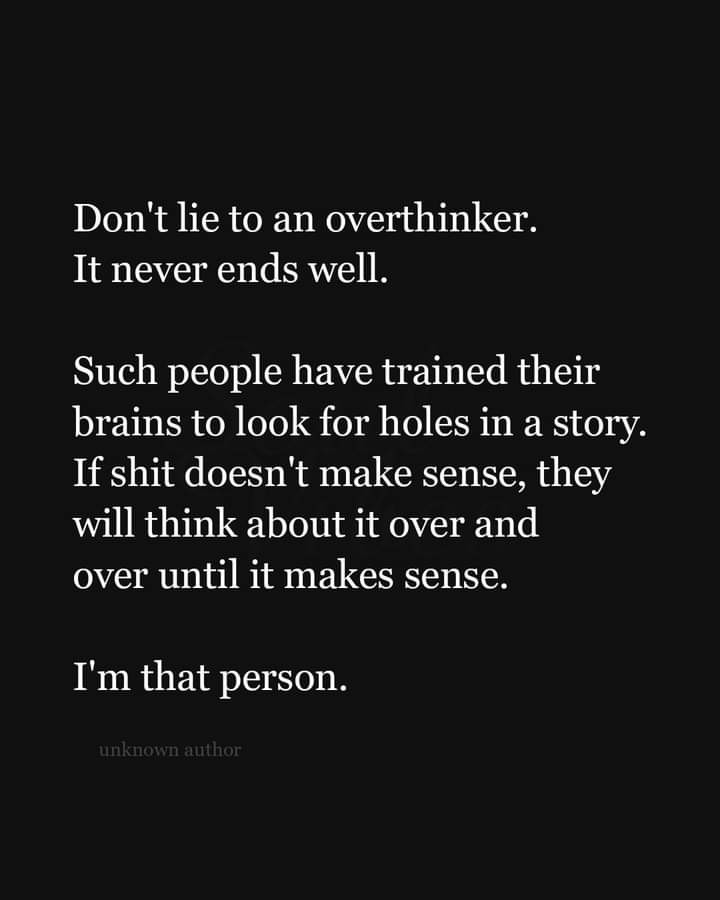 Don't lie to an overthinker.
It never ends well.
Such people have trained their
brains to look for holes in a story.
If shit doesn't make sense, they
will think about it over and
over until it makes sense.
I'm that person.
unknown author